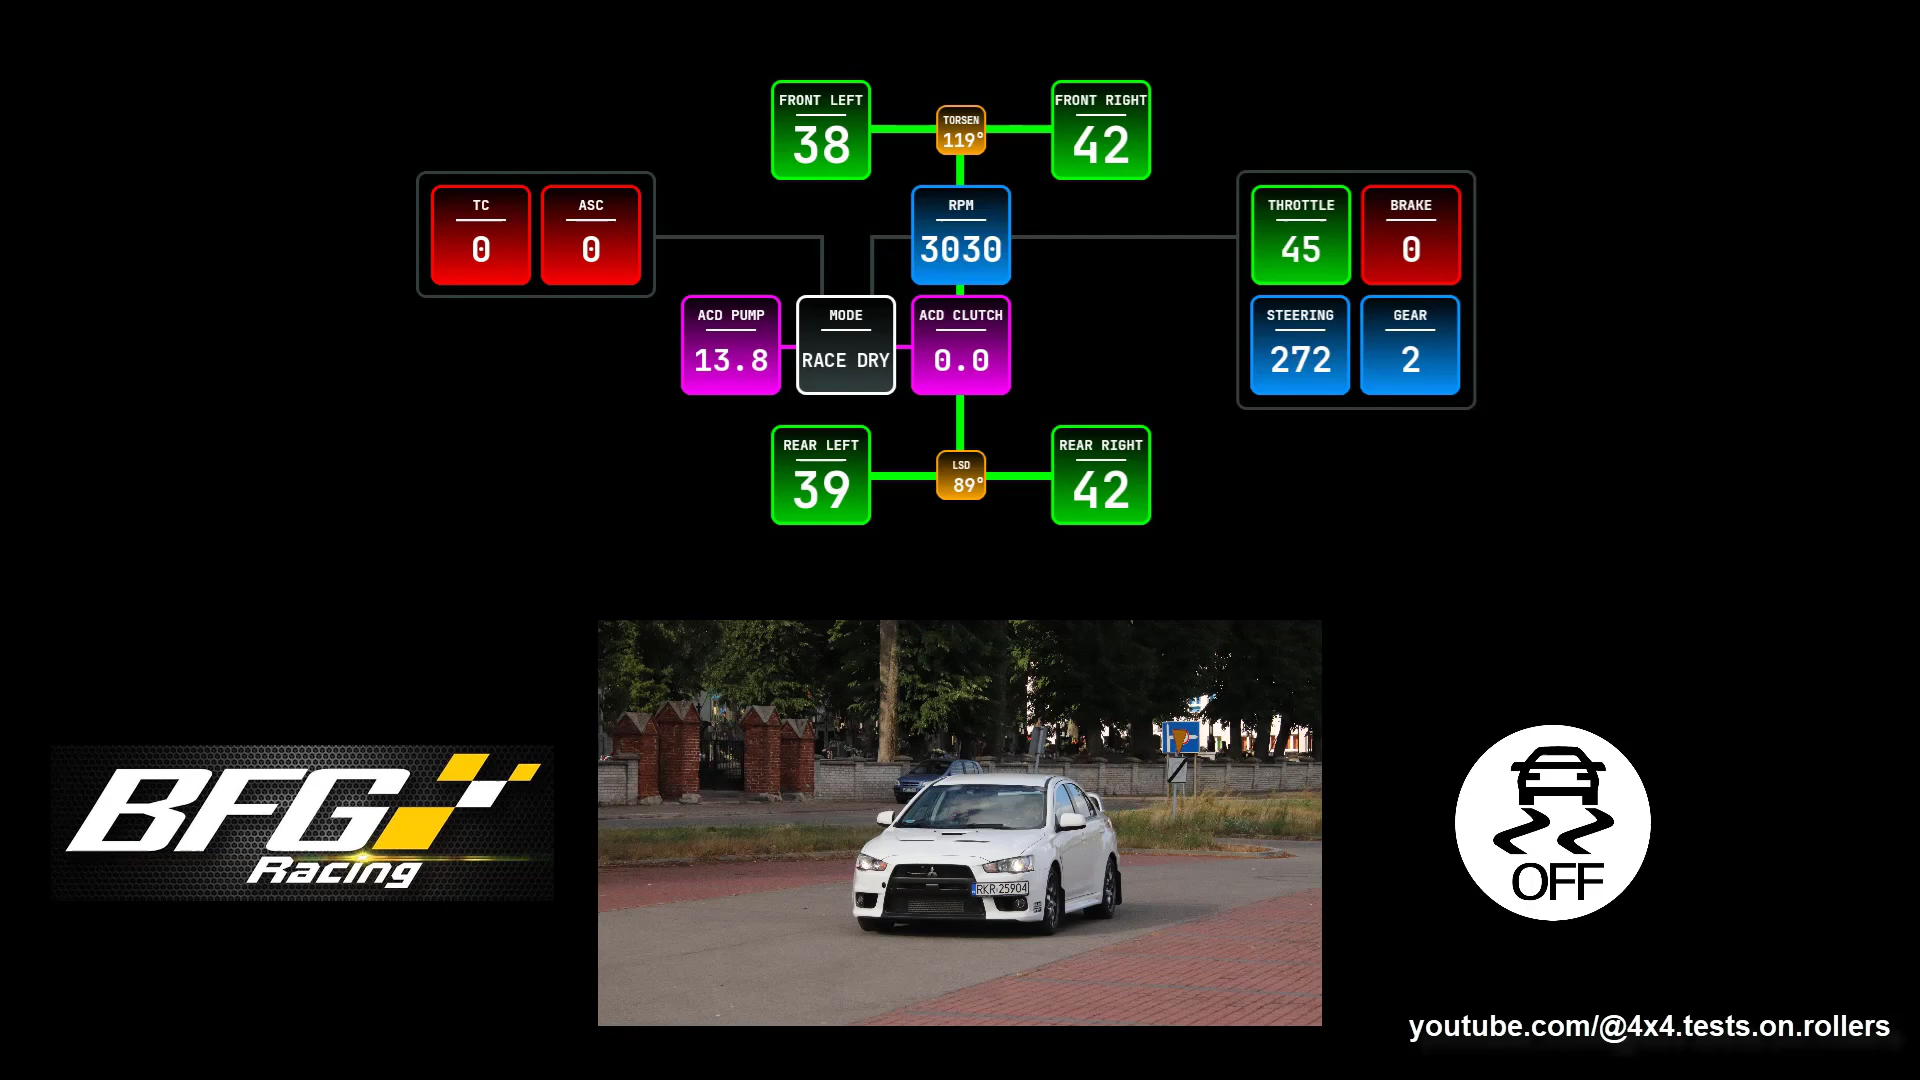 FRONT LEFT
38
TORSEN
119°
FRONT RIGHT
42
TC
0
ASC
0
RPM
3030
THROTTLE
45
BRAKE
0
ACD PUMP
13.8
MODE
RACE DRY
ACD CLUTCH
0.0
STEERING
272
GEAR
2
REAR LEFT
39
LSD
89°
REAR RIGHT
42
BFG
Racing
RKR 25904
OFF
youtube.com/@4x4.tests.on.rollers